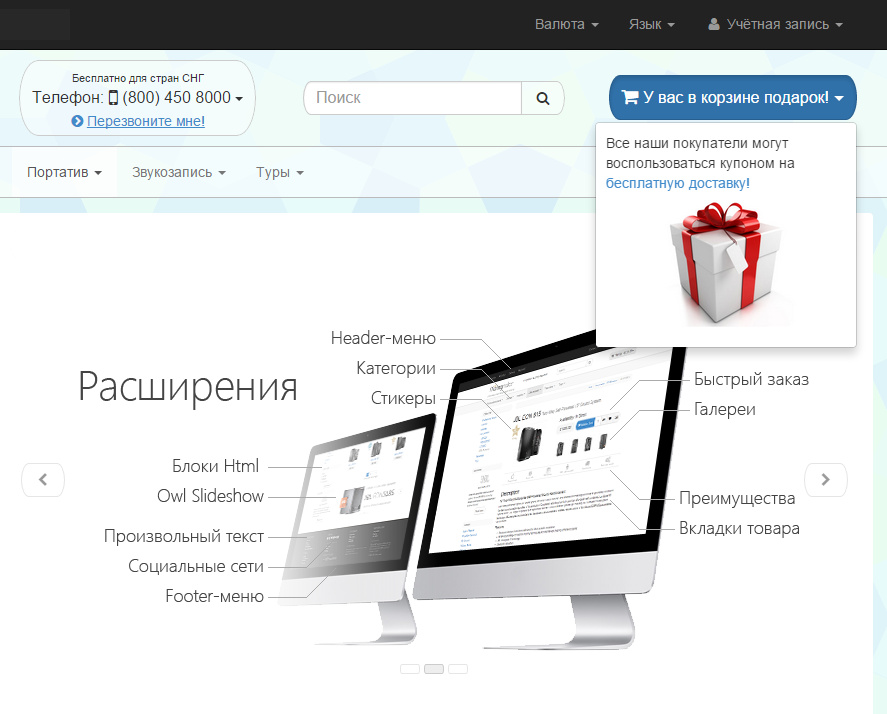 Валюта Язык Учётная запись
Бесплатно для стран СНГ
Телефон: (800) 450 8000
Перезвоните мне!
Поиск
У вас в корзине подарок!
Все наши покупатели могут
воспользоваться купоном на
бесплатную доставку!
Портатив Звукозапись Туры
Расширения
Header-меню
Категории
Стикеры
Быстрый заказ
Галереи
Блоки Html
Owl Slideshow
Произвольный текст
Социальные сети
Footer-меню
Преимущества
Вкладки товара